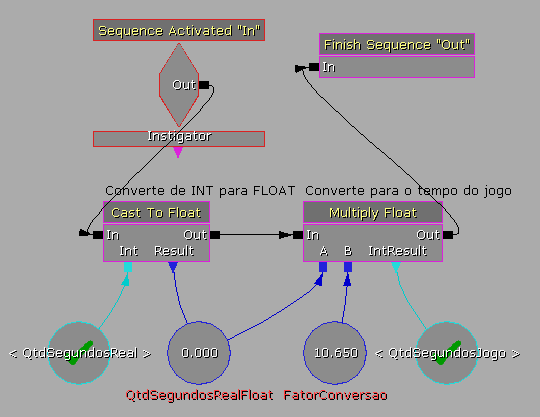 Sequence Activated "In"
Finish Sequence "Out"
In
Out
Instigator
Converte de INT para FLOAT
Converte para o tempo do jogo
Cast To Float
Multiply Float
In
Out
In
Out
Int
Result
A
B
IntResult
< QtdSegundosReal >
0.000
10.650
< QtdSegundosJogo >
QtdSegundosRealFloat
FatorConversao